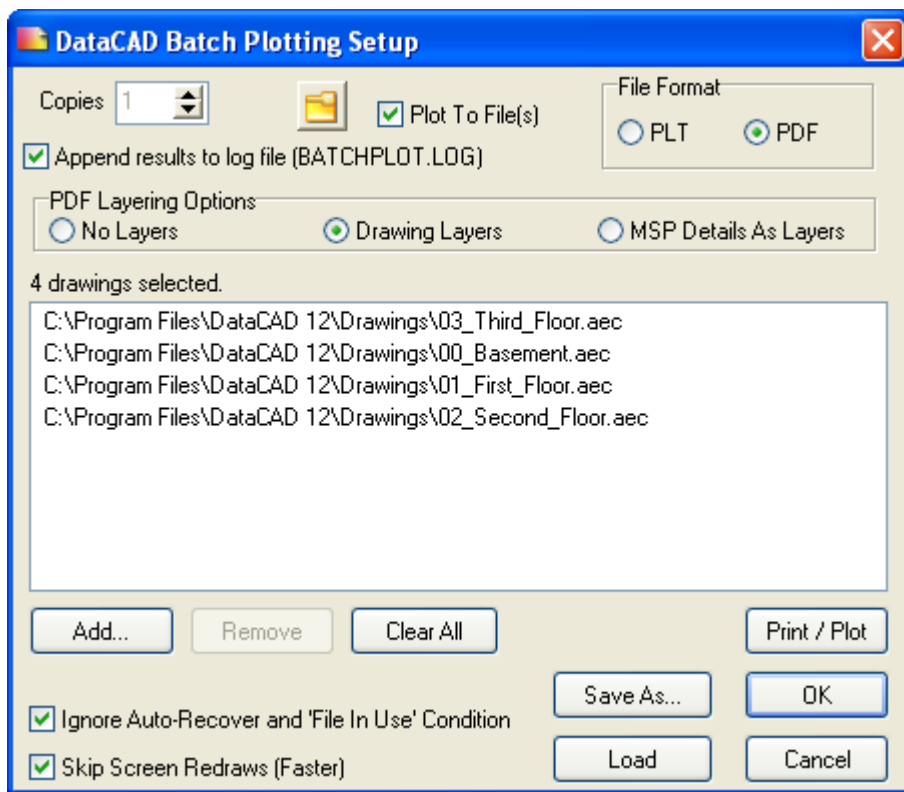 DataCAD Batch Plotting Setup
Copies 1
Plot To File(s)
File Format
PLT PDF
Append results to log file (BATCHPLOT.LOG)
PDF Layering Options
No Layers Drawing Layers MSP Details As Layers
4 drawings selected.
C:\Program Files\DataCAD 12\Drawings\03_Third_Floor.aec
C:\Program Files\DataCAD 12\Drawings\00_Basement.aec
C:\Program Files\DataCAD 12\Drawings\01_First_Floor.aec
C:\Program Files\DataCAD 12\Drawings\02_Second_Floor.aec
Add... Remove Clear All Print / Plot
Save As... OK
Ignore Auto-Recover and 'File In Use' Condition
Load Cancel
Skip Screen Redraws (Faster)